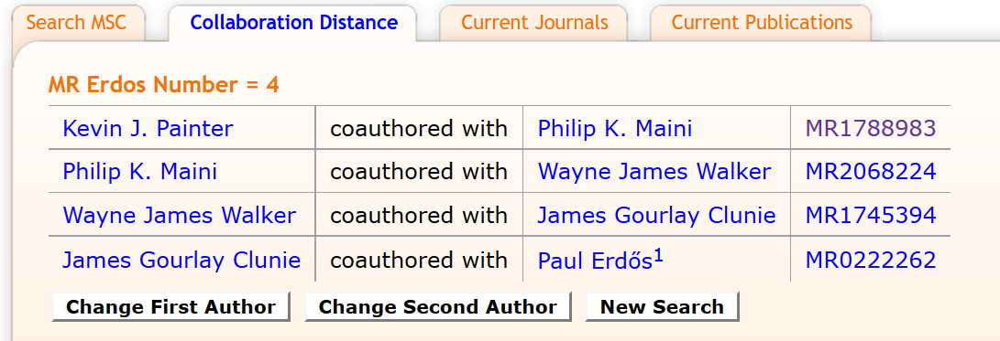 Search MSC Collaboration Distance Current Journals Current Publications
MR Erdos Number = 4
Kevin J. Painter coauthored with Philip K. Maini MR1788983
Philip K. Maini coauthored with Wayne James Walker MR2068224
Wayne James Walker coauthored with James Gourlay Clunie MR1745394
James Gourlay Clunie coauthored with Paul Erdős1 MR0222262
Change First Author Change Second Author New Search